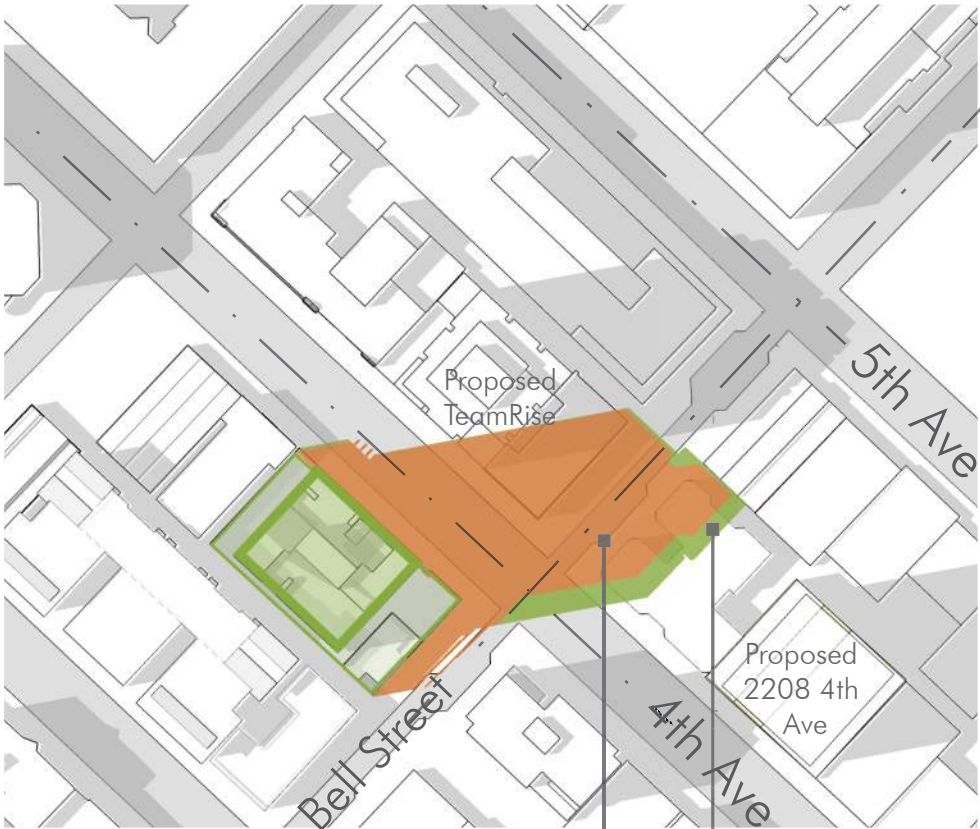 Proposed
TeamRise
5th Ave
Proposed
2208 4th
Ave
Bell Street
4th Ave